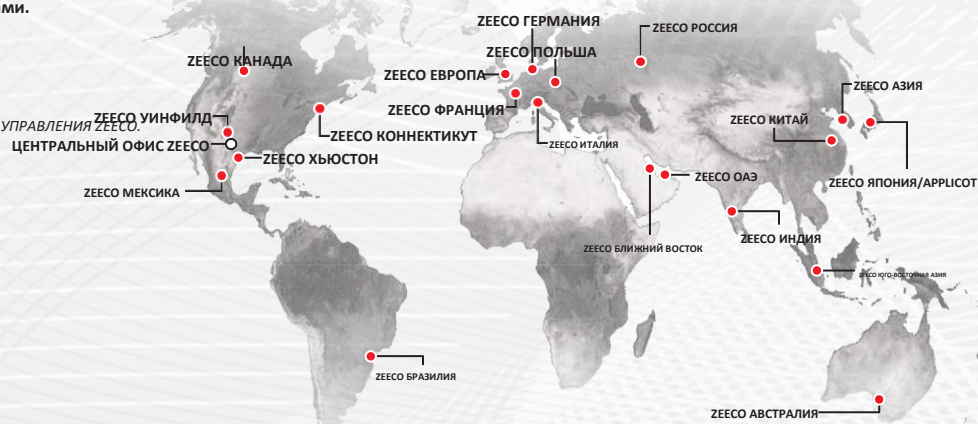 ами.
ZEECO ГЕРМАНИЯ
ZEECO РОССИЯ
ZEECO ПОЛЬША
ZEECO КАНАДА
ZEECO ЕВРОПА
ZEECO АЗИЯ
ZEECO ФРАНЦИЯ
ZEECO УИНФИЛД
ZEECO КИТАЙ
УПРАВЛЕНИЯ ZEECO.
ZEECO КОННЕКТИКУТ
ЦЕНТРАЛЬНЫЙ ОФИС ZEECO
ZEECO ИТАЛИЯ
ZEECO ХЬЮСТОН
ZEECO ОАЭ
ZEECO ЯПОНИЯ/APPLICOT
ZEECO МЕКСИКА
ZEECO ИНДИЯ
ZEECO БЛИЖНИЙ ВОСТОК
ZEECO ЮГО-ВОСТОЧНАЯ АЗИЯ
ZEECO БРАЗИЛИЯ
ZEECO АВСТРАЛИЯ